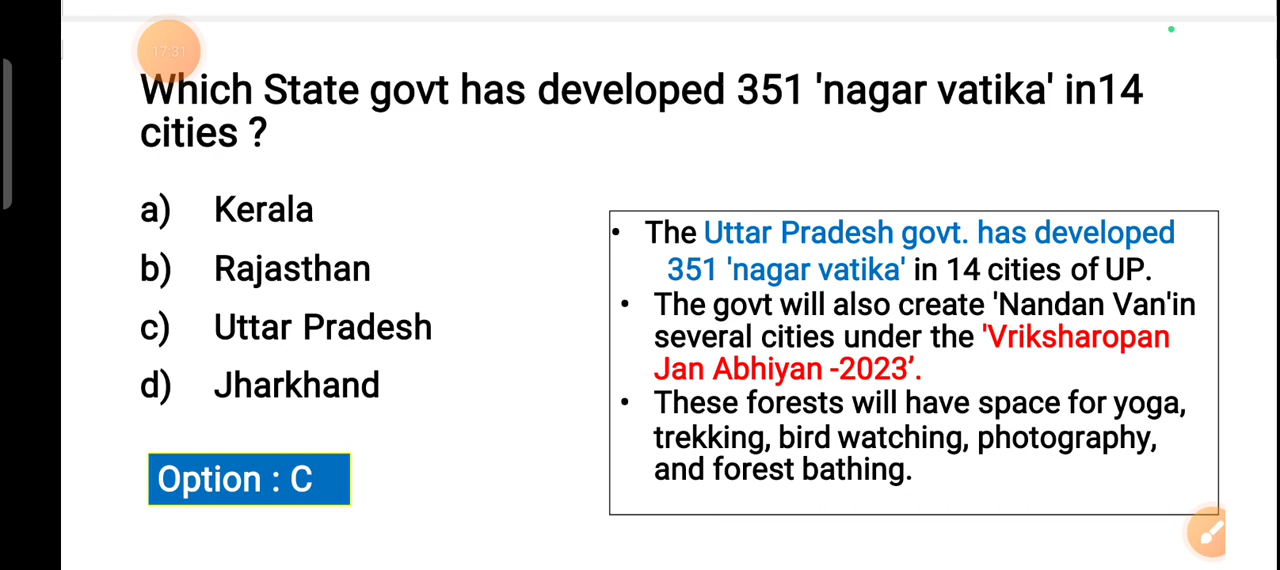 17:31
Which State govt has developed 351 'nagar vatika' in14
cities ?
a) Kerala
b) Rajasthan
c) Uttar Pradesh
d) Jharkhand
Option : C
• The Uttar Pradesh govt. has developed
351 'nagar vatika' in 14 cities of UP.
• The govt will also create 'Nandan Van'in
several cities under the 'Vriksharopan
Jan Abhiyan -2023’.
• These forests will have space for yoga,
trekking, bird watching, photography,
and forest bathing.